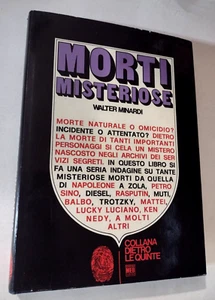 MORTI
MISTERIOSE
WALTER MINARDI
MORTE NATURALE O OMICIDIO?
INCIDENTE O ATTENTATO? DIETRO
LA MORTE DI TANTI IMPORTANTI
PERSONAGGI SI CELA UN MISTERO
NASCOSTO NEGLI ARCHIVI DEI SER
VIZI SEGRETI. IN QUESTO LIBRO SI
FA UNA SERIA INDAGINE SU TANTE
MISTERIOSE MORTI DA QUELLA
DI NAPOLEONE A ZOLA, PETRO
SINO, DIESEL, RASPUTIN, MUTI,
BALBO, TROTZKY, MATTEI,
LUCKY LUCIANO, KEN
NEDY, A MOLTI
ALTRI
COLLANA
DIETRO
LE QUINTE
MEB